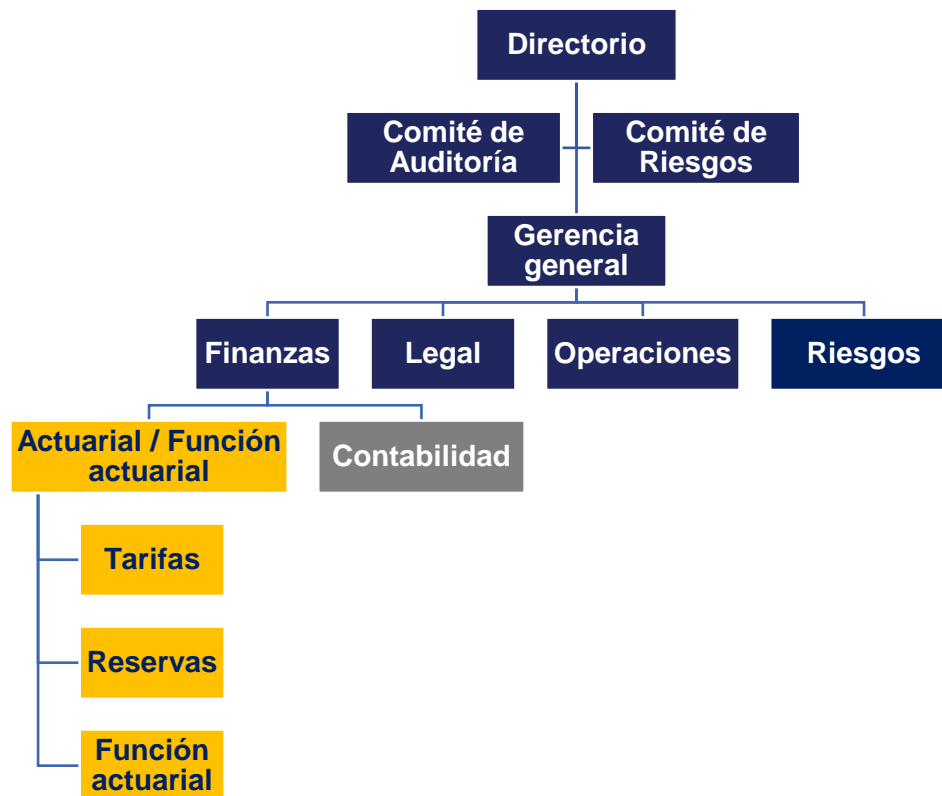 Directorio
Comité de
Auditoría
Comité de
Riesgos
Gerencia
general
Finanzas
Legal
Operaciones
Riesgos
Actuarial / Función
actuarial
Contabilidad
Tarifas
Reservas
Función
actuarial